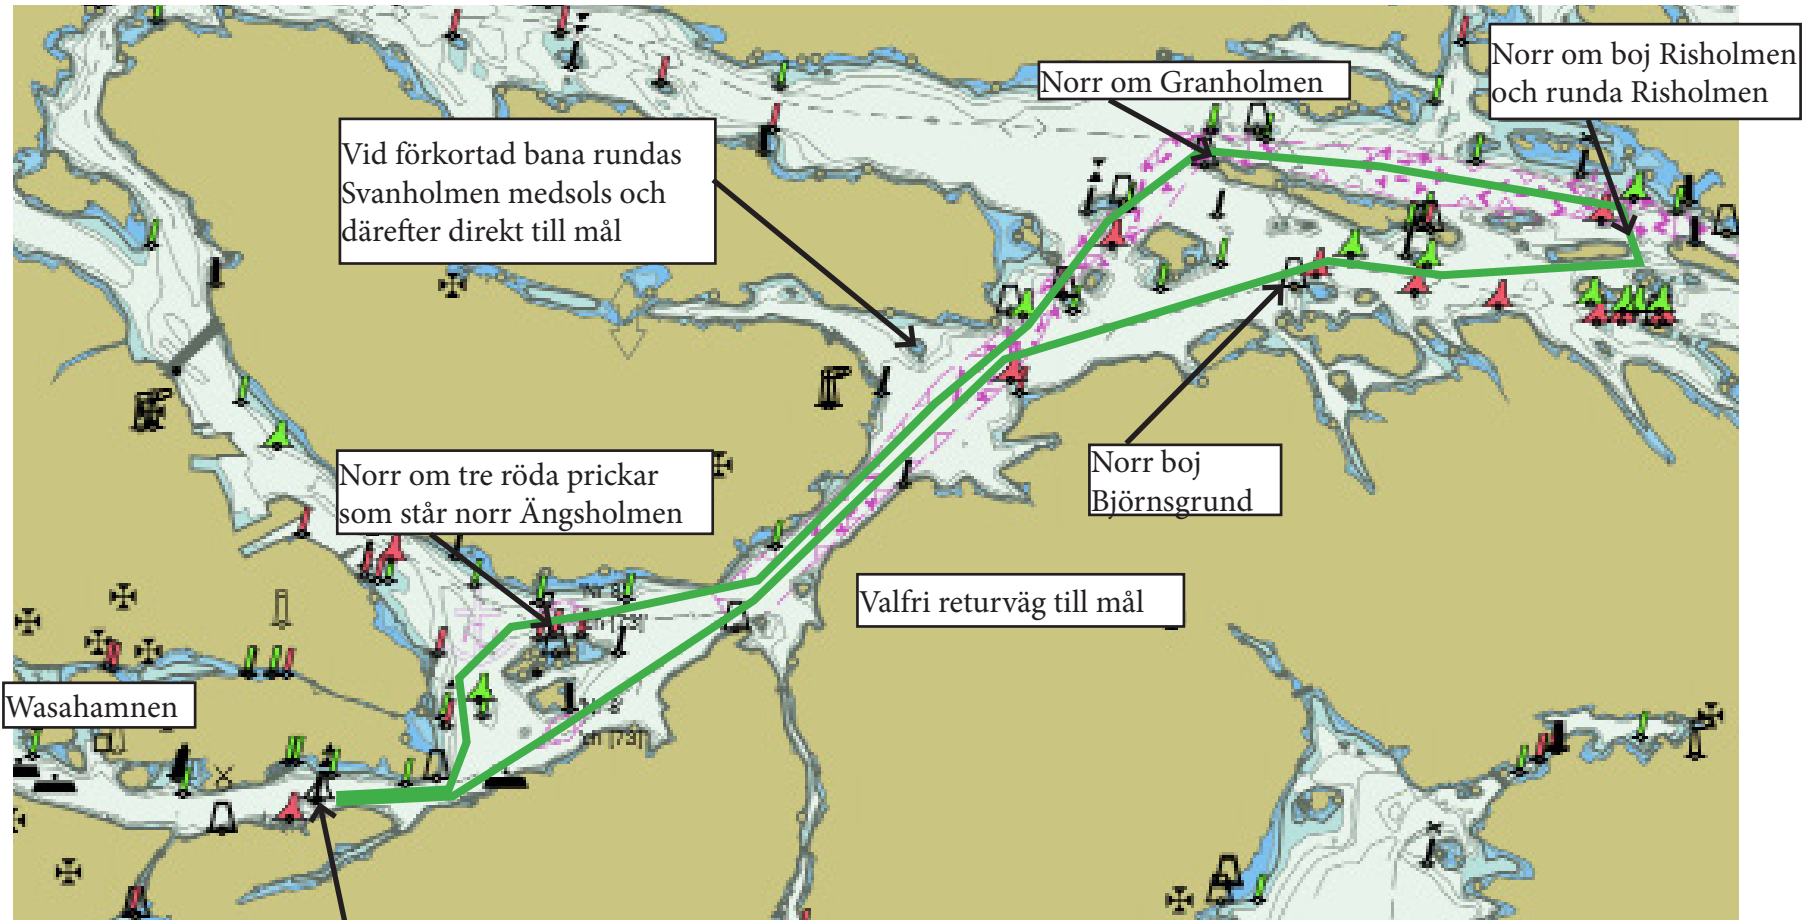 Norr om Granholmen
Norr om boj Risholmen
och runda Risholmen
Vid förkortad bana rundas
Svanholmen medsols och
därefter direkt till mål
Norr om tre röda prickar
som står norr Ängsholmen
Norr boj
Björnsgrund
Valfri returväg till mål
Wasahamnen